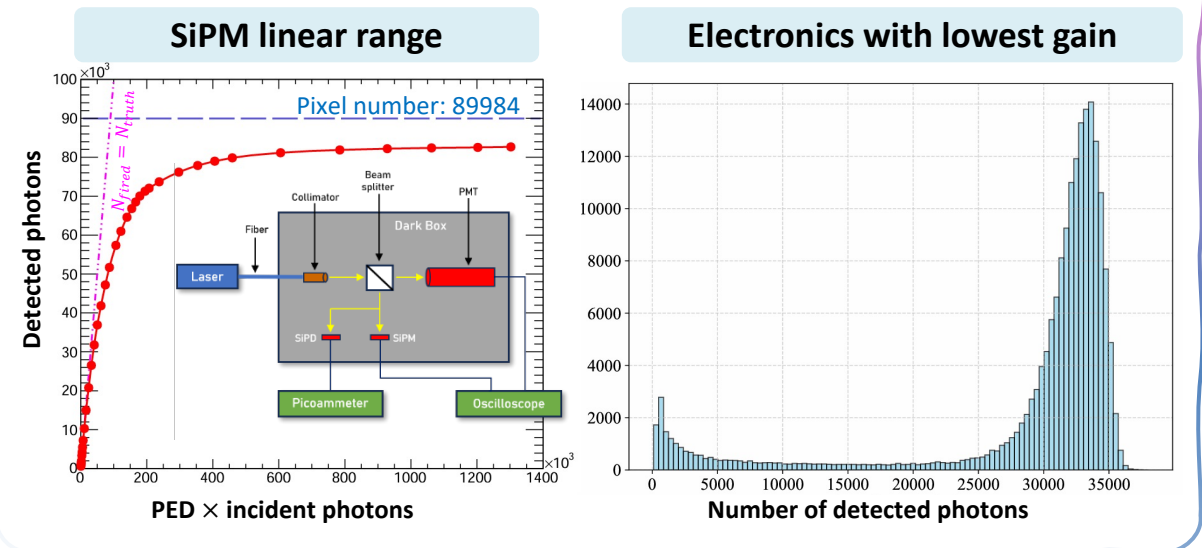 SiPM linear range
Electronics with lowest gain
×10³
100
90
80
70
60
50
40
30
20
10
0
Detected photons
N_fired = N_truth
Pixel number: 89984
Beam
splitter
Collimator
PMT
Fiber
Dark Box
Laser
SiPD
SiPM
Picoammeter
Oscilloscope
0 200 400 600 800 1000 1200 1400
×10³
PED × incident photons
14000
12000
10000
8000
6000
4000
2000
0
0 5000 10000 15000 20000 25000 30000 35000
Number of detected photons